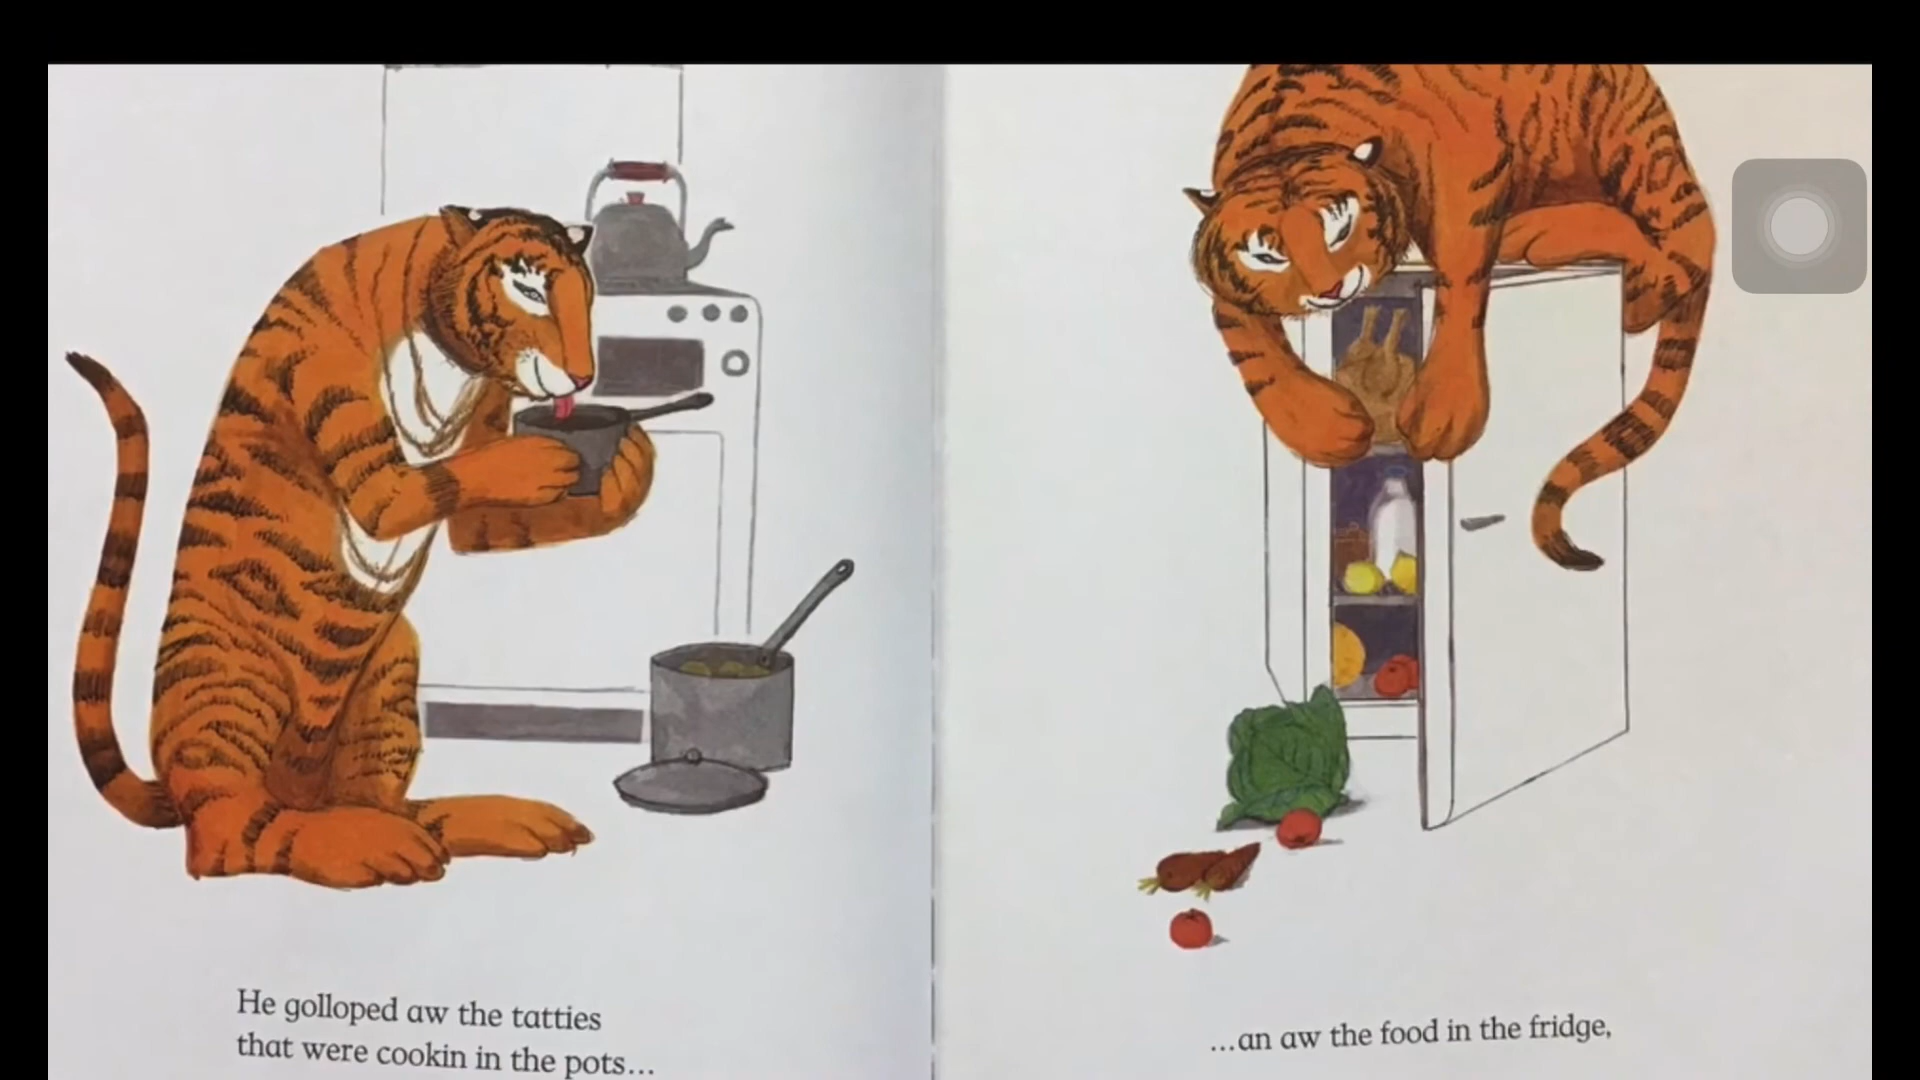 He golloped aw the tatties
that were cookin in the pots...
...an aw the food in the fridge,